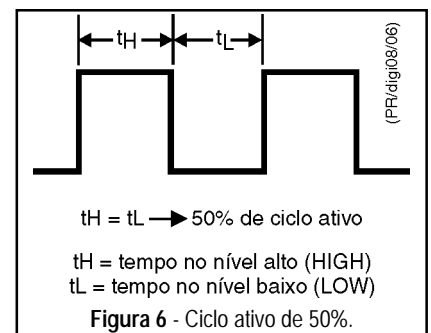 tH tL
(PR/digi08/06)
tH = tL → 50% de ciclo ativo
tH = tempo no nível alto (HIGH)
tL = tempo no nível baixo (LOW)
Figura 6 - Ciclo ativo de 50%.